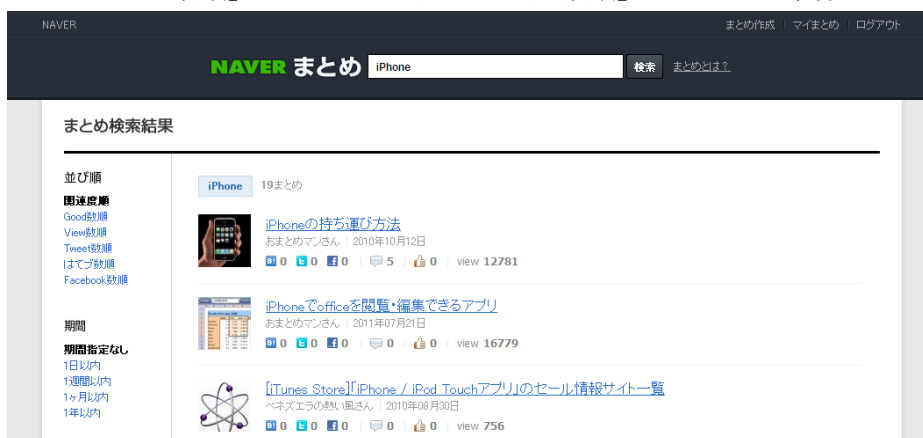 NAVER
まとめ作成 マイまとめ ログアウト
NAVER まとめ iPhone 検索 まとめとは？
まとめ検索結果
並び順
関連度順
Good数順
View数順
Tweet数順
はてブ数順
Facebook数順
期間
期間指定なし
1日以内
1週間以内
1ヶ月以内
1年以内
iPhone 19まとめ
iPhoneの持ち運び方法
おまとめマンさん | 2010年10月12日
B! 0 0 0 5 0 view 12781
iPhoneでofficeを閲覧・編集できるアプリ
おまとめマンさん | 2011年07月21日
B! 0 0 0 0 0 view 16779
[iTunes Store]「iPhone / iPod Touchアプリ」のセール情報サイト一覧
ベネズエラの熱い風さん | 2010年08月30日
B! 0 0 0 0 0 view 756